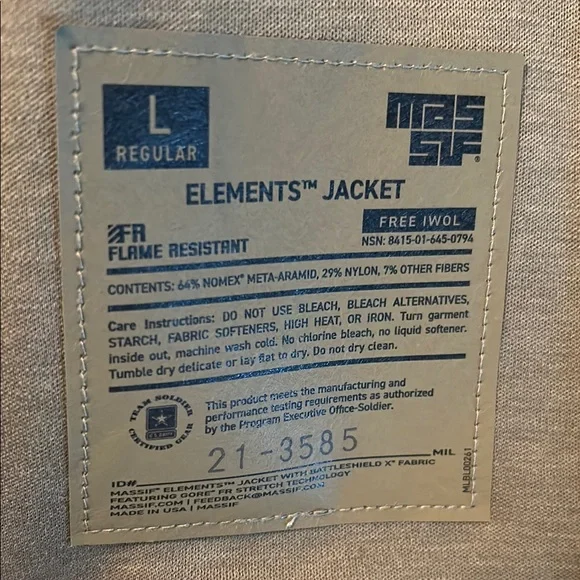 L
REGULAR
MASSIF®
ELEMENTS™ JACKET
FREE IWOL
NSN: 8415-01-645-0794
FR
FLAME RESISTANT
CONTENTS: 64% NOMEX® META-ARAMID, 29% NYLON, 7% OTHER FIBERS
Care Instructions: DO NOT USE BLEACH, BLEACH ALTERNATIVES,
STARCH, FABRIC SOFTENERS, HIGH HEAT, OR IRON. Turn garment
inside out, machine wash cold. No chlorine bleach, no liquid softener.
Tumble dry delicate or lay flat to dry. Do not dry clean.
TEAM SOLDIER
CERTIFIED GEAR
This product meets the manufacturing and
performance testing requirements as authorized
by the Program Executive Office-Soldier.
21-3585
ID# MIL
MASSIF® ELEMENTS™ JACKET WITH BATTLESHIELD X® FABRIC
FEATURING GORE® FR STRETCH TECHNOLOGY
MASSIF.COM | FEEDBACK@MASSIF.COM
MADE IN USA | MASSIF
MLBL00261